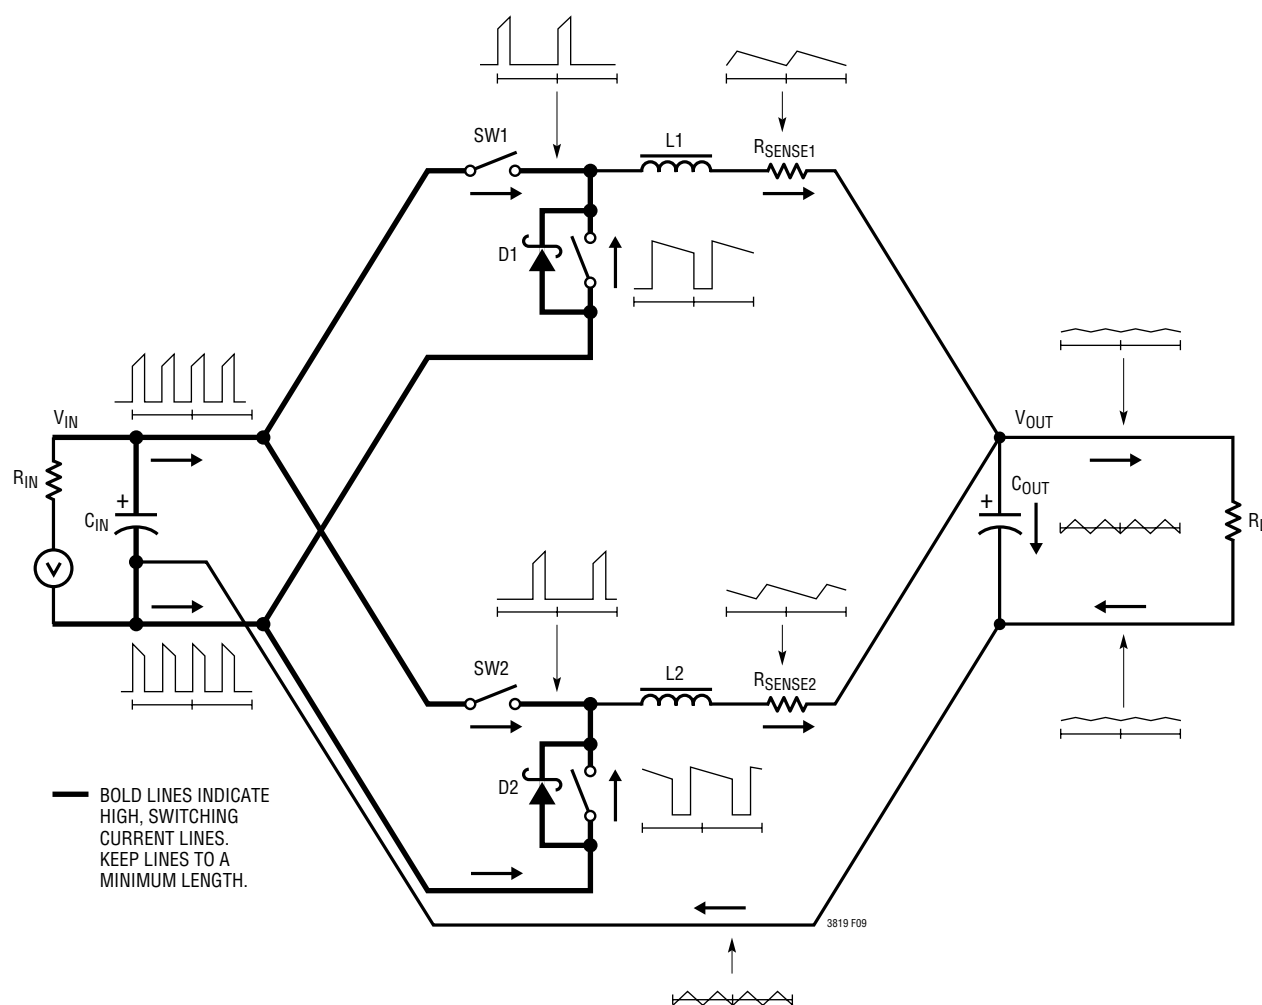 SW1
L1
RSENSE1
D1
VIN
VOUT
RIN
+
CIN
V
+
COUT
SW2
L2
RSENSE2
D2
BOLD LINES INDICATE
HIGH, SWITCHING
CURRENT LINES.
KEEP LINES TO A
MINIMUM LENGTH.
3819 F09